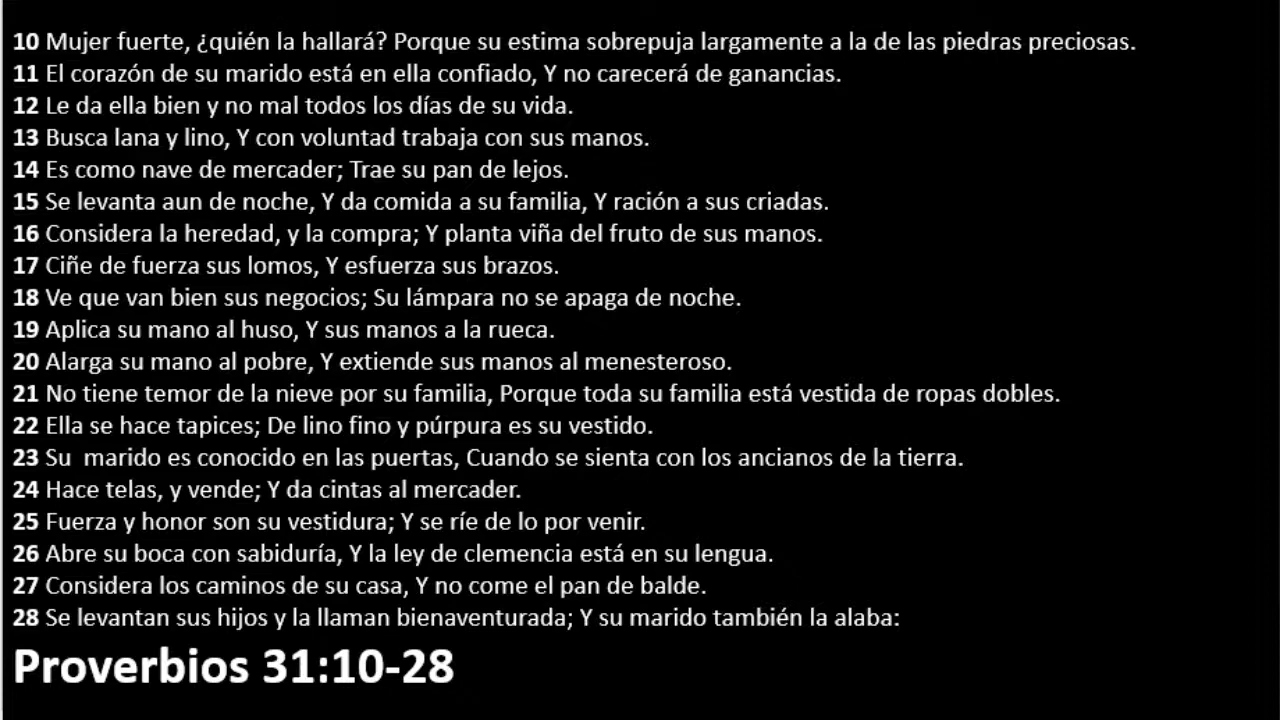 10 Mujer fuerte, ¿quién la hallará? Porque su estima sobrepuja largamente a la de las piedras preciosas.
11 El corazón de su marido está en ella confiado, Y no carecerá de ganancias.
12 Le da ella bien y no mal todos los días de su vida.
13 Busca lana y lino, Y con voluntad trabaja con sus manos.
14 Es como nave de mercader; Trae su pan de lejos.
15 Se levanta aun de noche, Y da comida a su familia, Y ración a sus criadas.
16 Considera la heredad, y la compra; Y planta viña del fruto de sus manos.
17 Ciñe de fuerza sus lomos, Y esfuerza sus brazos.
18 Ve que van bien sus negocios; Su lámpara no se apaga de noche.
19 Aplica su mano al huso, Y sus manos a la rueca.
20 Alarga su mano al pobre, Y extiende sus manos al menesteroso.
21 No tiene temor de la nieve por su familia, Porque toda su familia está vestida de ropas dobles.
22 Ella se hace tapices; De lino fino y púrpura es su vestido.
23 Su  marido es conocido en las puertas, Cuando se sienta con los ancianos de la tierra.
24 Hace telas, y vende; Y da cintas al mercader.
25 Fuerza y honor son su vestidura; Y se ríe de lo por venir.
26 Abre su boca con sabiduría, Y la ley de clemencia está en su lengua.
27 Considera los caminos de su casa, Y no come el pan de balde.
28 Se levantan sus hijos y la llaman bienaventurada; Y su marido también la alaba:
Proverbios 31:10-28